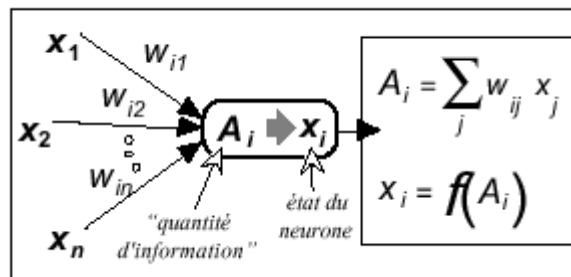 x1
wi1
x2
wi2
xn
win
Ai ➡ xi
"quantité
d'information"
état du
neurone
Ai = ∑j wij xj
xi = f(Ai)